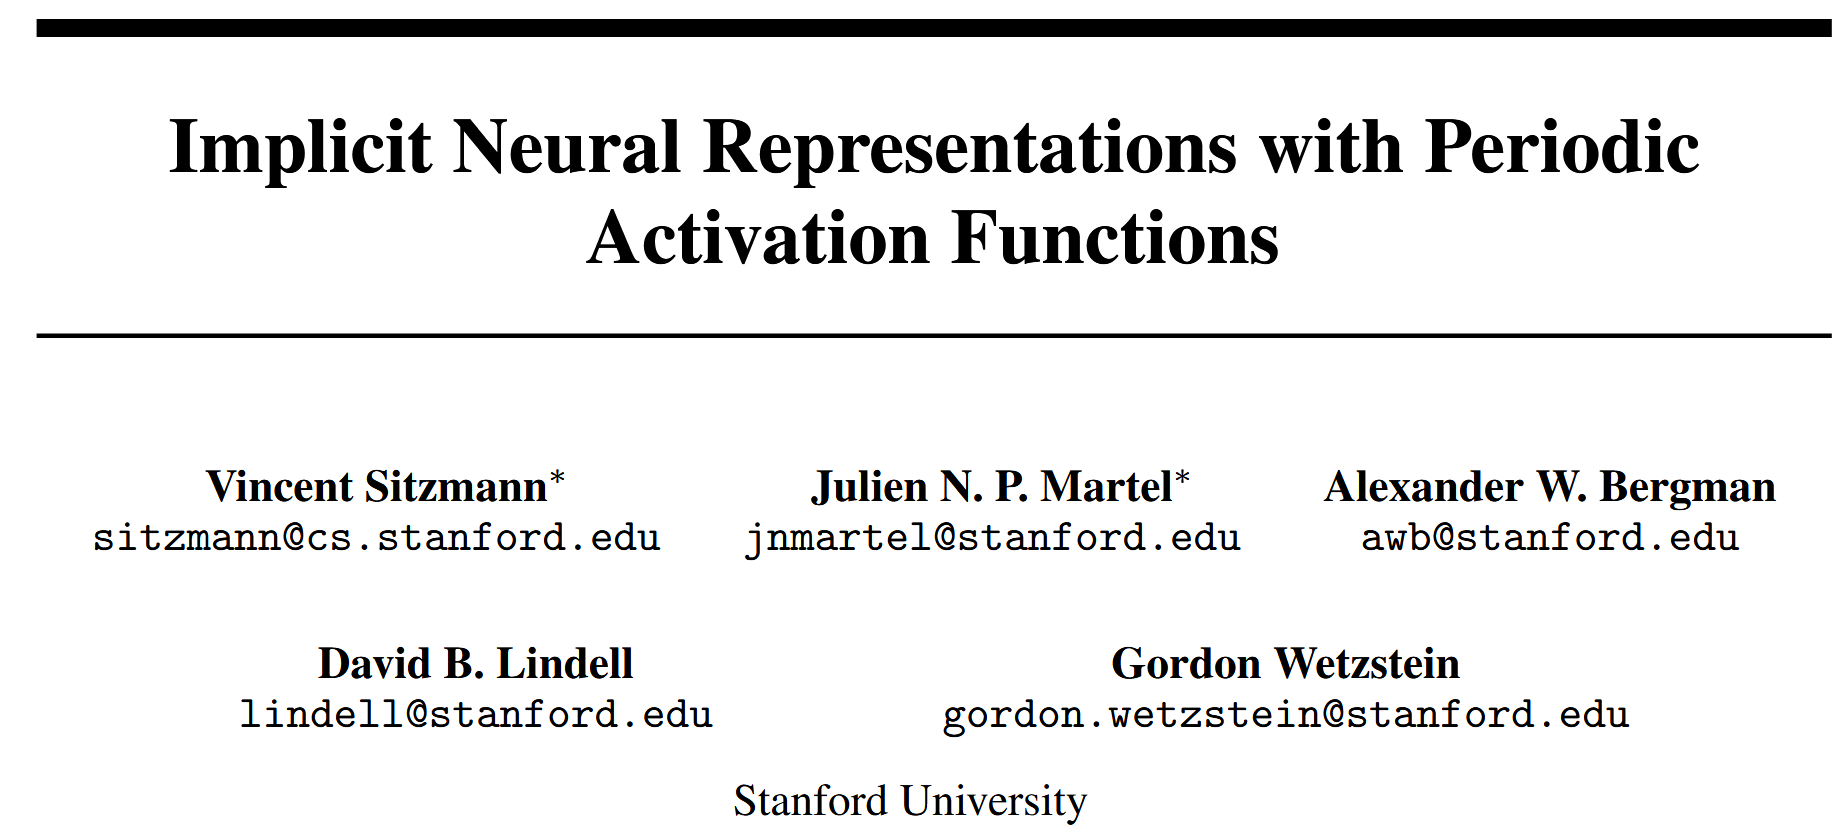 Implicit Neural Representations with Periodic
Activation Functions
Vincent Sitzmann* Julien N. P. Martel* Alexander W. Bergman
sitzmann@cs.stanford.edu jnmartel@stanford.edu awb@stanford.edu
David B. Lindell Gordon Wetzstein
lindell@stanford.edu gordon.wetzstein@stanford.edu
Stanford University